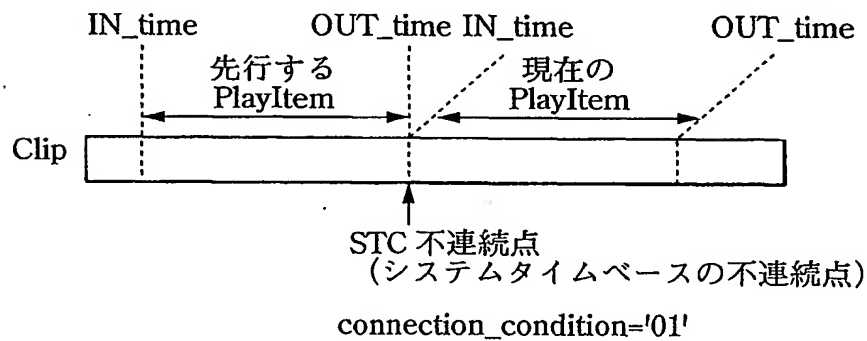 IN_time OUT_time IN_time OUT_time
先行する 現在の
PlayItem PlayItem
Clip
STC 不連続点
(システムタイムベースの不連続点)
connection_condition='01'